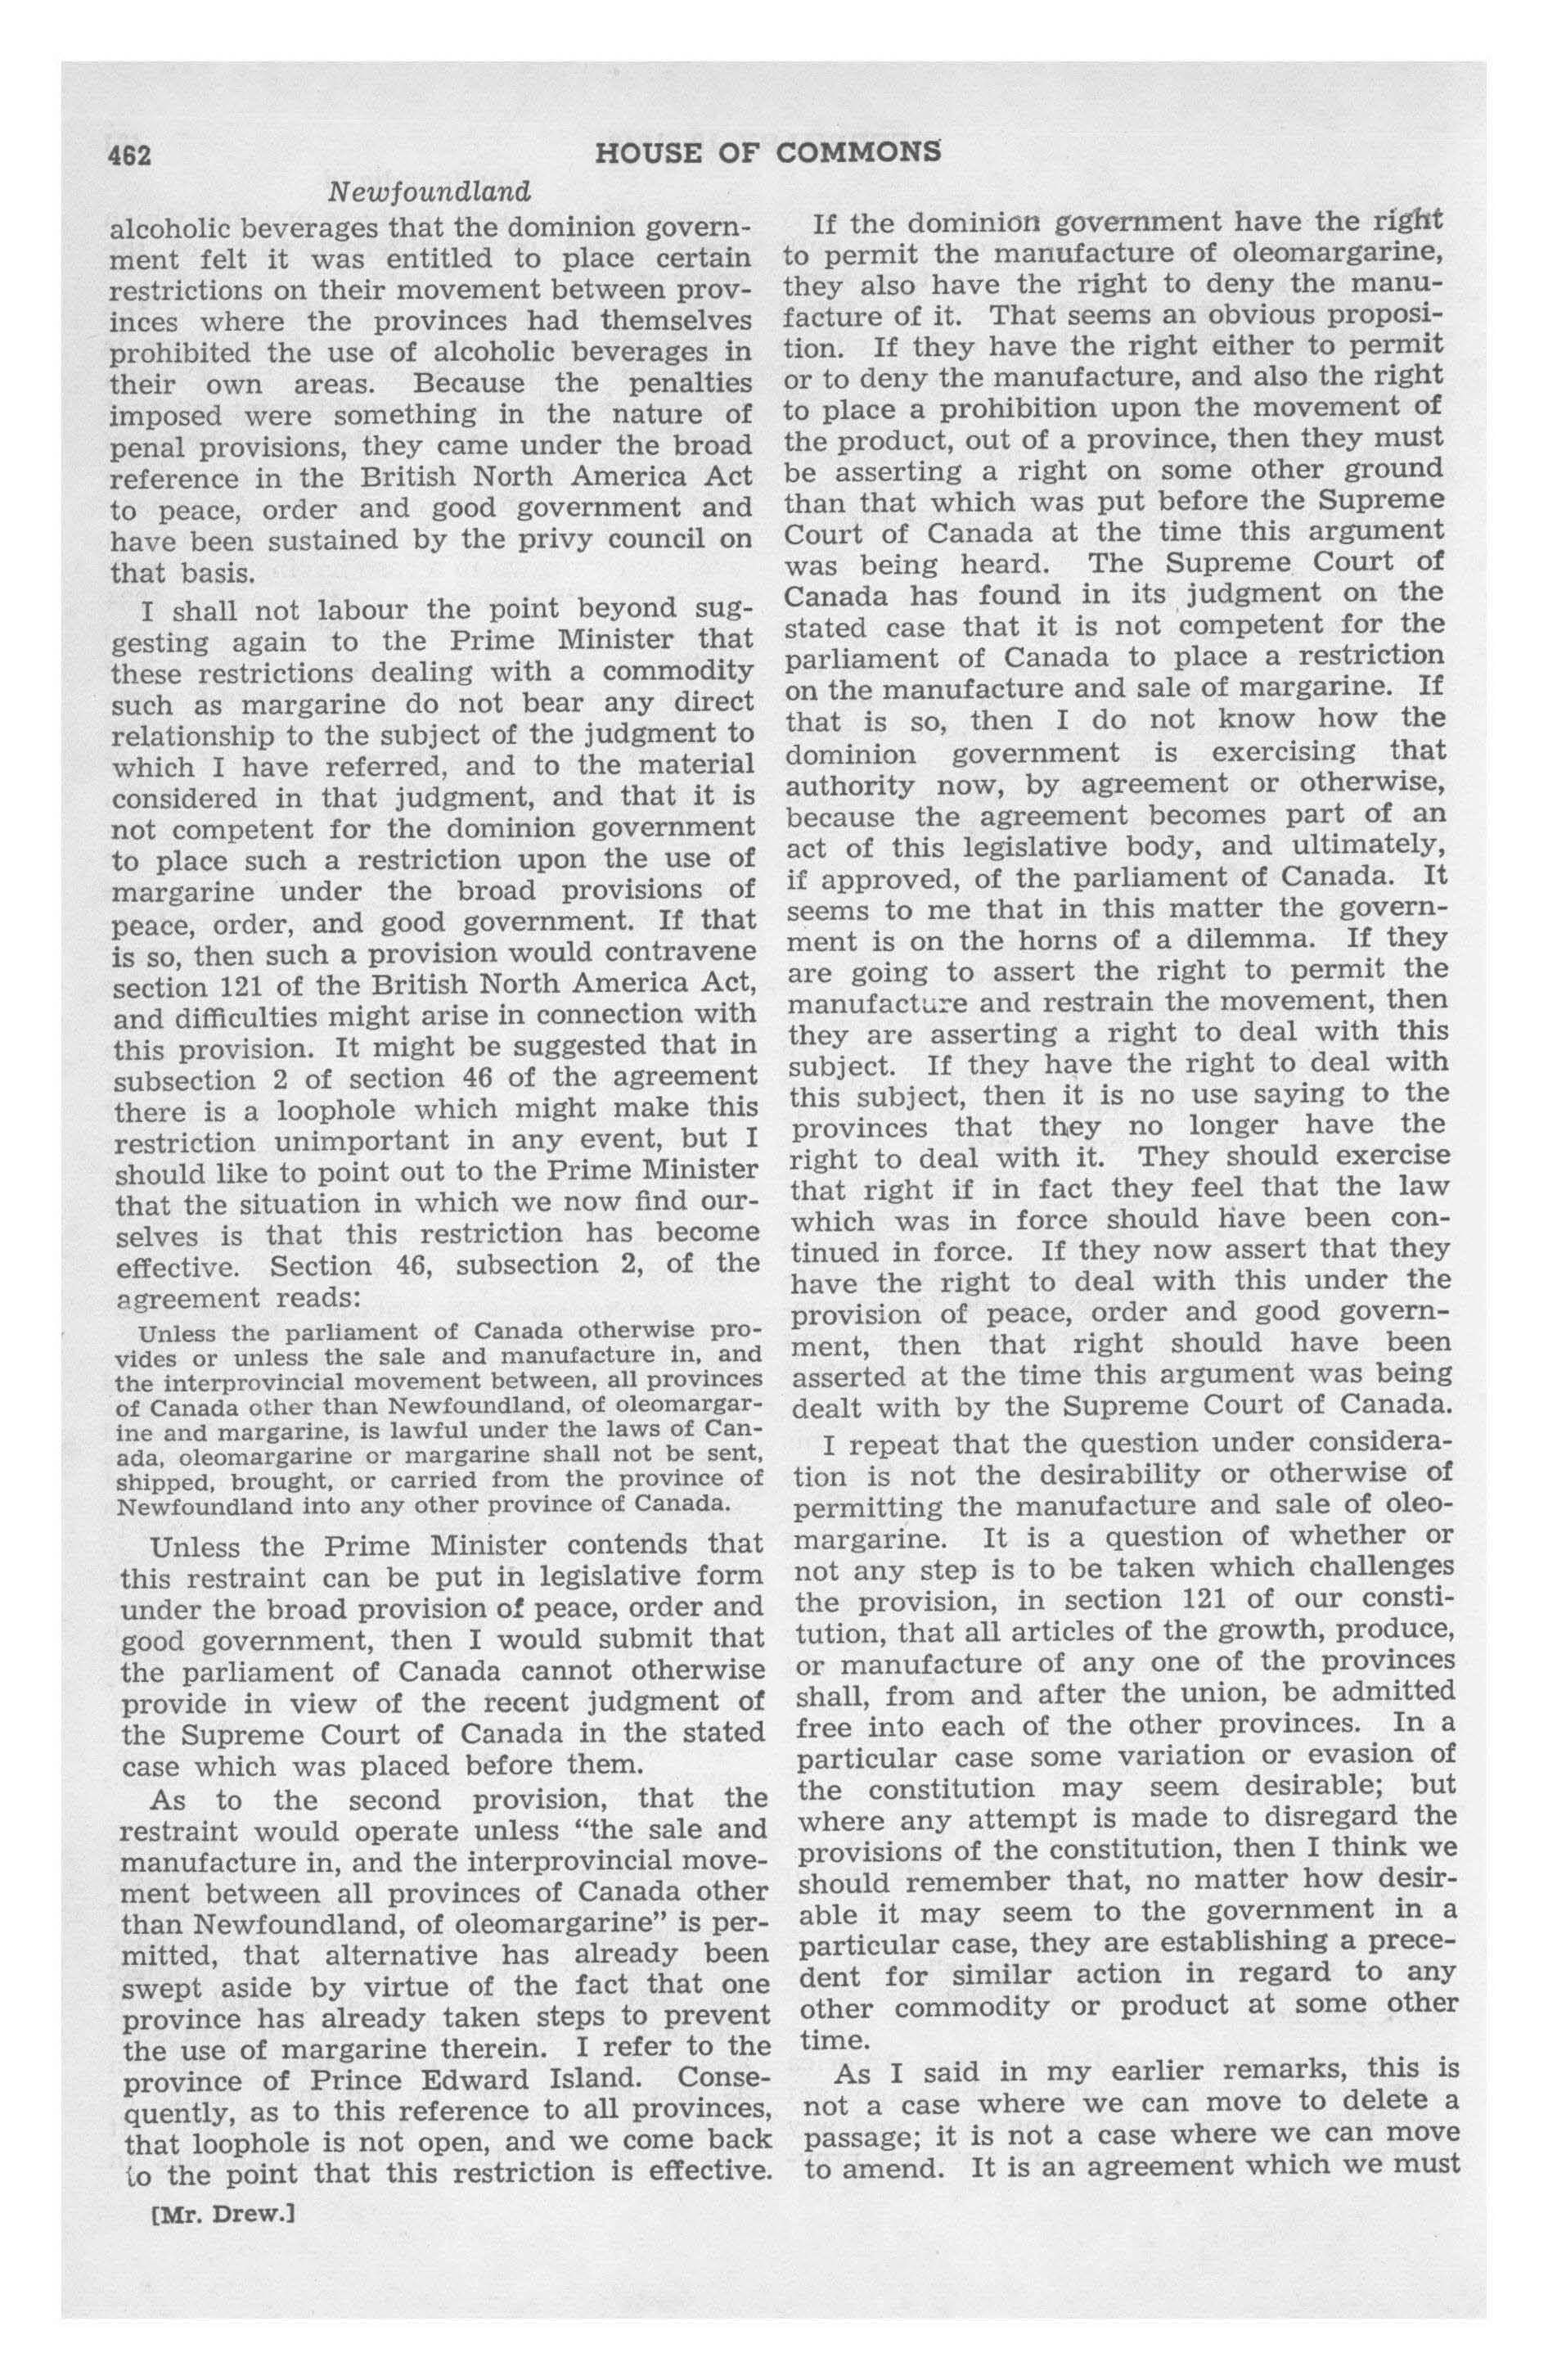 462
HOUSE OF COMMONS
Newfoundland
alcoholic beverages that the dominion govern-
ment felt it was entitled to place certain
restrictions on their movement between prov-
inces where the provinces had themselves
prohibited the use of alcoholic beverages in
their own areas. Because the penalties
imposed were something in the nature of
penal provisions, they came under the broad
reference in the British North America Act
to peace, order and good government and
have been sustained by the privy council on
that basis.
I shall not labour the point beyond sug-
gesting again to the Prime Minister that
these restrictions dealing with a commodity
such as margarine do not bear any direct
relationship to the subject of the judgment to
which I have referred, and to the material
considered in that judgment, and that it is
not competent for the dominion government
to place such a restriction upon the use of
margarine under the broad provisions of
peace, order, and good government. If that
is so, then such a provision would contravene
section 121 of the British North America Act,
and difficulties might arise in connection with
this provision. It might be suggested that in
subsection 2 of section 46 of the agreement
there is a loophole which might make this
restriction unimportant in any event, but I
should like to point out to the Prime Minister
that the situation in which we now find our-
selves is that this restriction has become
effective. Section 46, subsection 2, of the
agreement reads:
Unless the parliament of Canada otherwise pro-
vides or unless the sale and manufacture in, and
the interprovincial movement between, all provinces
of Canada other than Newfoundland, of oleomargar-
ine and margarine, is lawful under the laws of Can-
ada, oleomargarine or margarine shall not be sent,
shipped, brought, or carried from the province of
Newfoundland into any other province of Canada.
Unless the Prime Minister contends that
this restraint can be put in legislative form
under the broad provision of peace, order and
good government, then I would submit that
the parliament of Canada cannot otherwise
provide in view of the recent judgment of
the Supreme Court of Canada in the stated
case which was placed before them.
As to the second provision, that the
restraint would operate unless “the sale and
manufacture in, and the interprovincial move-
ment between all provinces of Canada other
than Newfoundland, of oleomargarine” is per-
mitted, that alternative has already been
swept aside by virtue of the fact that one
province has already taken steps to prevent
the use of margarine therein. I refer to the
province of Prince Edward Island. Conse-
quently, as to this reference to all provinces,
that loophole is not open, and we come back
to the point that this restriction is effective.
[Mr. Drew.]
If the dominion government have the right
to permit the manufacture of oleomargarine,
they also have the right to deny the manu-
facture of it. That seems an obvious proposi-
tion. If they have the right either to permit
or to deny the manufacture, and also the right
to place a prohibition upon the movement of
the product, out of a province, then they must
be asserting a right on some other ground
than that which was put before the Supreme
Court of Canada at the time this argument
was being heard. The Supreme Court of
Canada has found in its judgment on the
stated case that it is not competent for the
parliament of Canada to place a restriction
on the manufacture and sale of margarine. If
that is so, then I do not know how the
dominion government is exercising that
authority now, by agreement or otherwise,
because the agreement becomes part of an
act of this legislative body, and ultimately,
if approved, of the parliament of Canada. It
seems to me that in this matter the govern-
ment is on the horns of a dilemma. If they
are going to assert the right to permit the
manufacture and restrain the movement, then
they are asserting a right to deal with this
subject. If they have the right to deal with
this subject, then it is no use saying to the
provinces that they no longer have the
right to deal with it. They should exercise
that right if in fact they feel that the law
which was in force should have been con-
tinued in force. If they now assert that they
have the right to deal with this under the
provision of peace, order and good govern-
ment, then that right should have been
asserted at the time this argument was being
dealt with by the Supreme Court of Canada.
I repeat that the question under considera-
tion is not the desirability or otherwise of
permitting the manufacture and sale of oleo-
margarine. It is a question of whether or
not any step is to be taken which challenges
the provision, in section 121 of our consti-
tution, that all articles of the growth, produce,
or manufacture of any one of the provinces
shall, from and after the union, be admitted
free into each of the other provinces. In a
particular case some variation or evasion of
the constitution may seem desirable; but
where any attempt is made to disregard the
provisions of the constitution, then I think we
should remember that, no matter how desir-
able it may seem to the government in a
particular case, they are establishing a prece-
dent for similar action in regard to any
other commodity or product at some other
time.
As I said in my earlier remarks, this is
not a case where we can move to delete a
passage; it is not a case where we can move
to amend. It is an agreement which we must